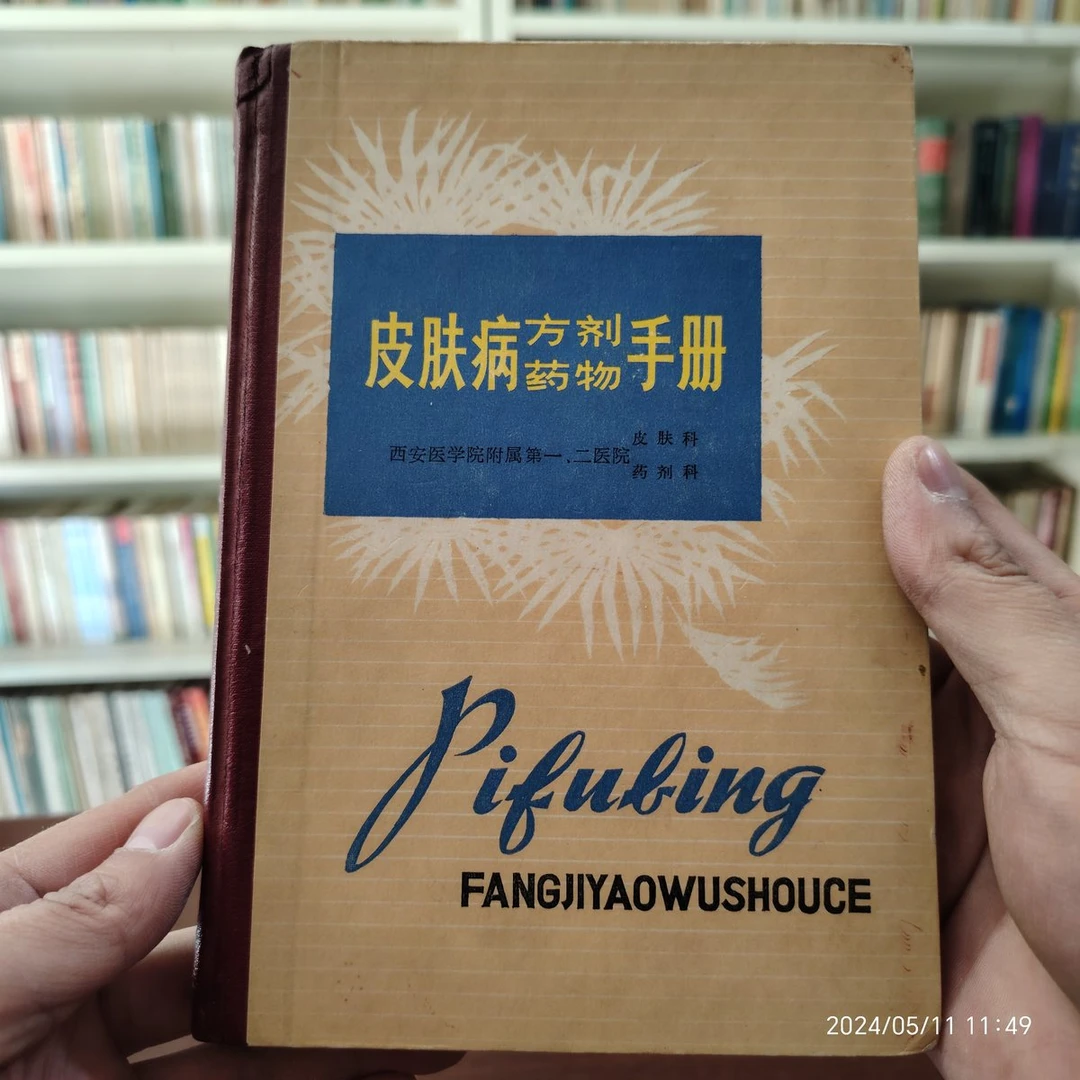 皮肤病方剂药物手册
西安医学院附属第一、二医院皮肤科药剂科
Pifubing
FANGJIYAOWUSHOUCE
2024/05/11 11:49